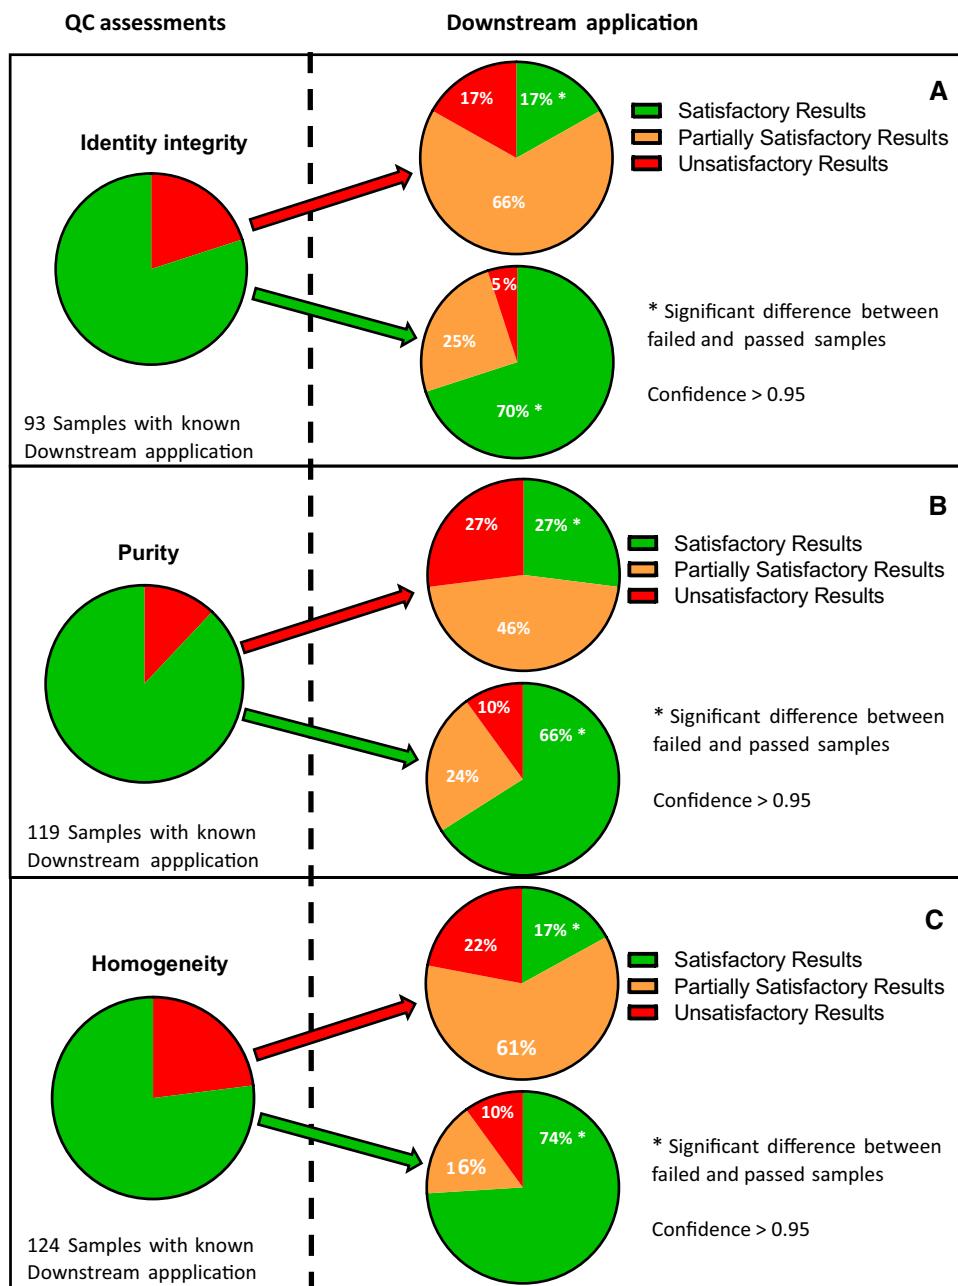 QC assessments
Downstream application
A
Identity integrity
17%
17% *
66%
Satisfactory Results
Partially Satisfactory Results
Unsatisfactory Results
5%
25%
70% *
* Significant difference between
failed and passed samples
Confidence > 0.95
93 Samples with known
Downstream appplication
B
Purity
27%
27% *
46%
Satisfactory Results
Partially Satisfactory Results
Unsatisfactory Results
10%
66% *
24%
* Significant difference between
failed and passed samples
Confidence > 0.95
119 Samples with known
Downstream appplication
C
Homogeneity
17% *
22%
61%
Satisfactory Results
Partially Satisfactory Results
Unsatisfactory Results
10%
74% *
16%
* Significant difference between
failed and passed samples
Confidence > 0.95
124 Samples with known
Downstream appplication